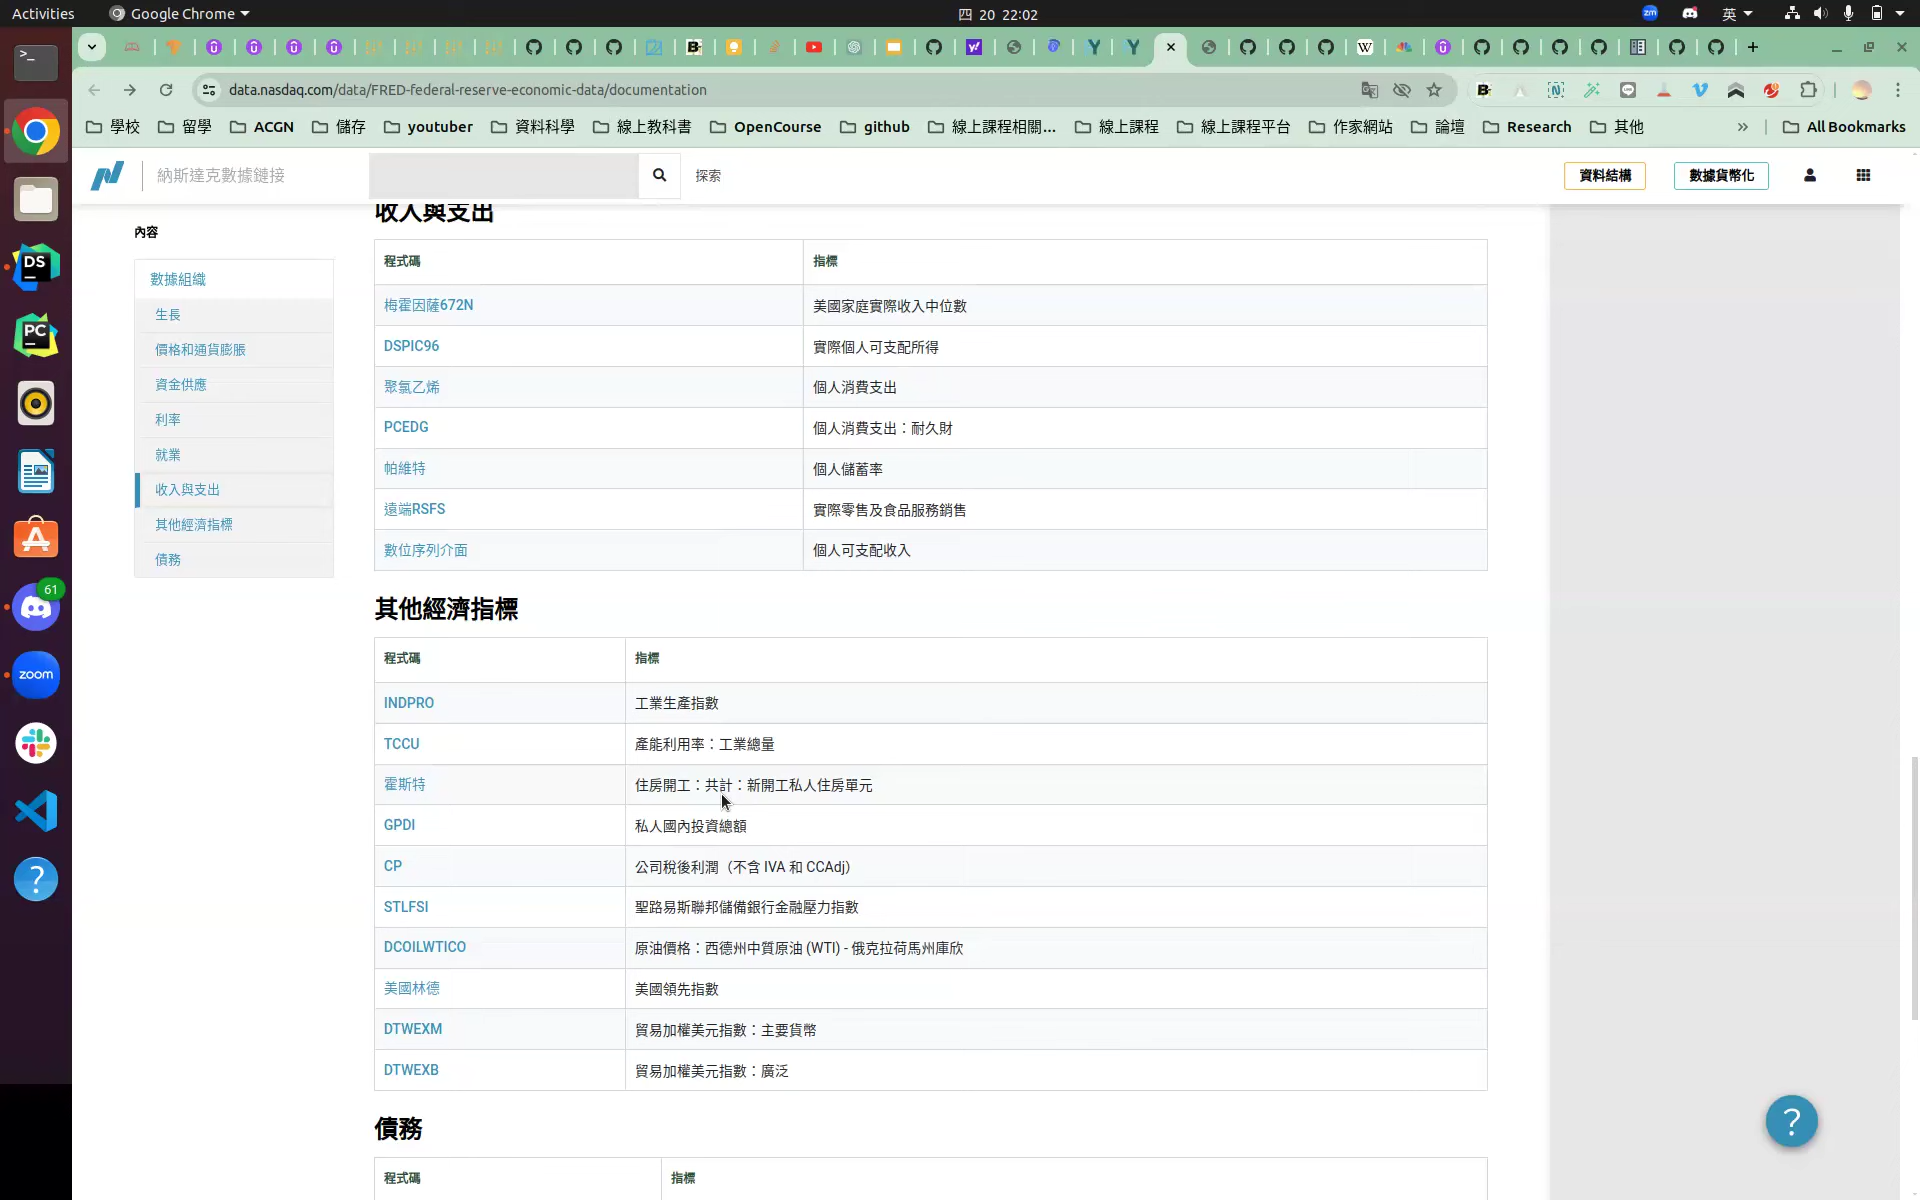 Activities
Google Chrome
四 20 22:02
zm
英
data.nasdaq.com/data/FRED-federal-reserve-economic-data/documentation
學校
留學
ACGN
儲存
youtuber
資料科學
線上教科書
OpenCourse
github
線上課程相關...
線上課程
線上課程平台
作家網站
論壇
Research
其他
»
All Bookmarks
納斯達克數據鏈接
探索
資料結構
數據貨幣化
內容
數據組織
生長
價格和通貨膨脹
資金供應
利率
就業
收入與支出
其他經濟指標
債務
收入與支出
程式碼 指標
梅霍因薩672N 美國家庭實際收入中位數
DSPIC96 實際個人可支配所得
聚氯乙烯 個人消費支出
PCEDG 個人消費支出：耐久財
帕維特 個人儲蓄率
遠端RSFS 實際零售及食品服務銷售
數位序列介面 個人可支配收入
其他經濟指標
程式碼 指標
INDPRO 工業生產指數
TCCU 產能利用率：工業總量
霍斯特 住房開工：共計：新開工私人住房單元
GPDI 私人國內投資總額
CP 公司稅後利潤（不含 IVA 和 CCAdj）
STLFSI 聖路易斯聯邦儲備銀行金融壓力指數
DCOILWTICO 原油價格：西德州中質原油 (WTI) - 俄克拉荷馬州庫欣
美國林德 美國領先指數
DTWEXM 貿易加權美元指數：主要貨幣
DTWEXB 貿易加權美元指數：廣泛
債務
程式碼 指標
DS
PC
61
zoom
?
?